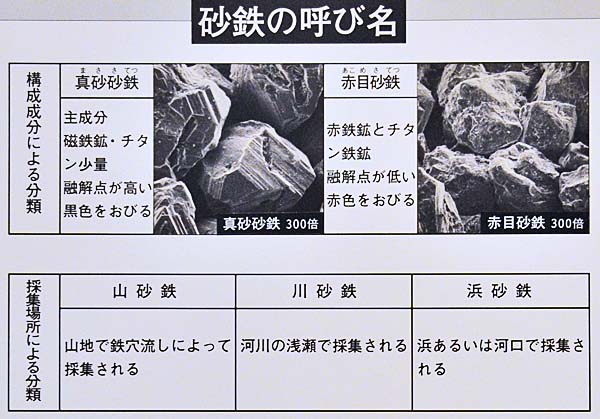 砂鉄の呼び名
構成成分による分類
まささてつ
真砂砂鉄
主成分
磁鉄鉱・チタ
ン少量
融解点が高い
黒色をおびる
真砂砂鉄 300倍
あこめさてつ
赤目砂鉄
赤鉄鉱とチタ
ン鉄鉱
融解点が低い
赤色をおびる
赤目砂鉄 300倍
採集場所による分類
山砂鉄
山地で鉄穴流しによって
採集される
川砂鉄
河川の浅瀬で採集される
浜砂鉄
浜あるいは河口で採集さ
れる